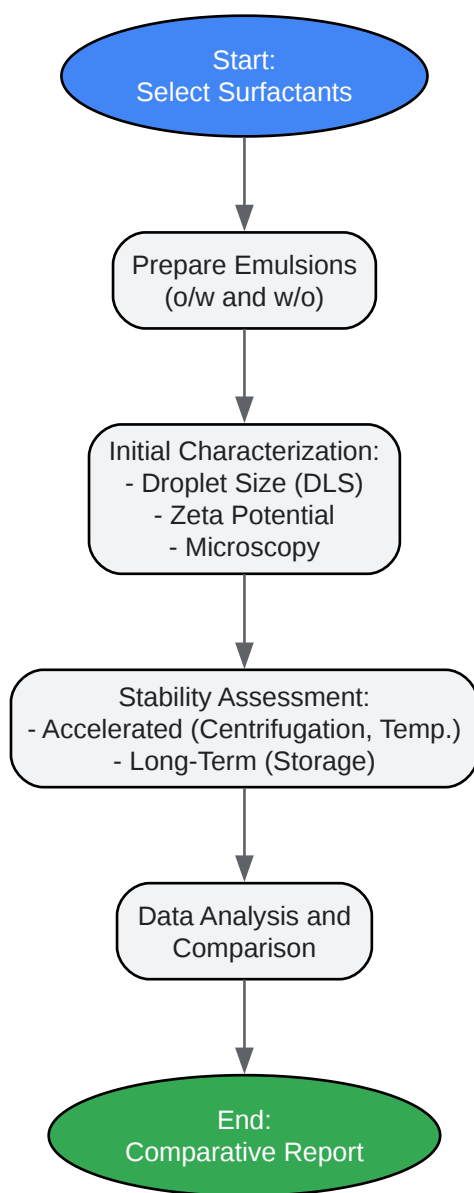 Start:
Select Surfactants
Prepare Emulsions
(o/w and w/o)
Initial Characterization:
- Droplet Size (DLS)
- Zeta Potential
- Microscopy
Stability Assessment:
- Accelerated (Centrifugation, Temp.)
- Long-Term (Storage)
Data Analysis and
Comparison
End:
Comparative Report